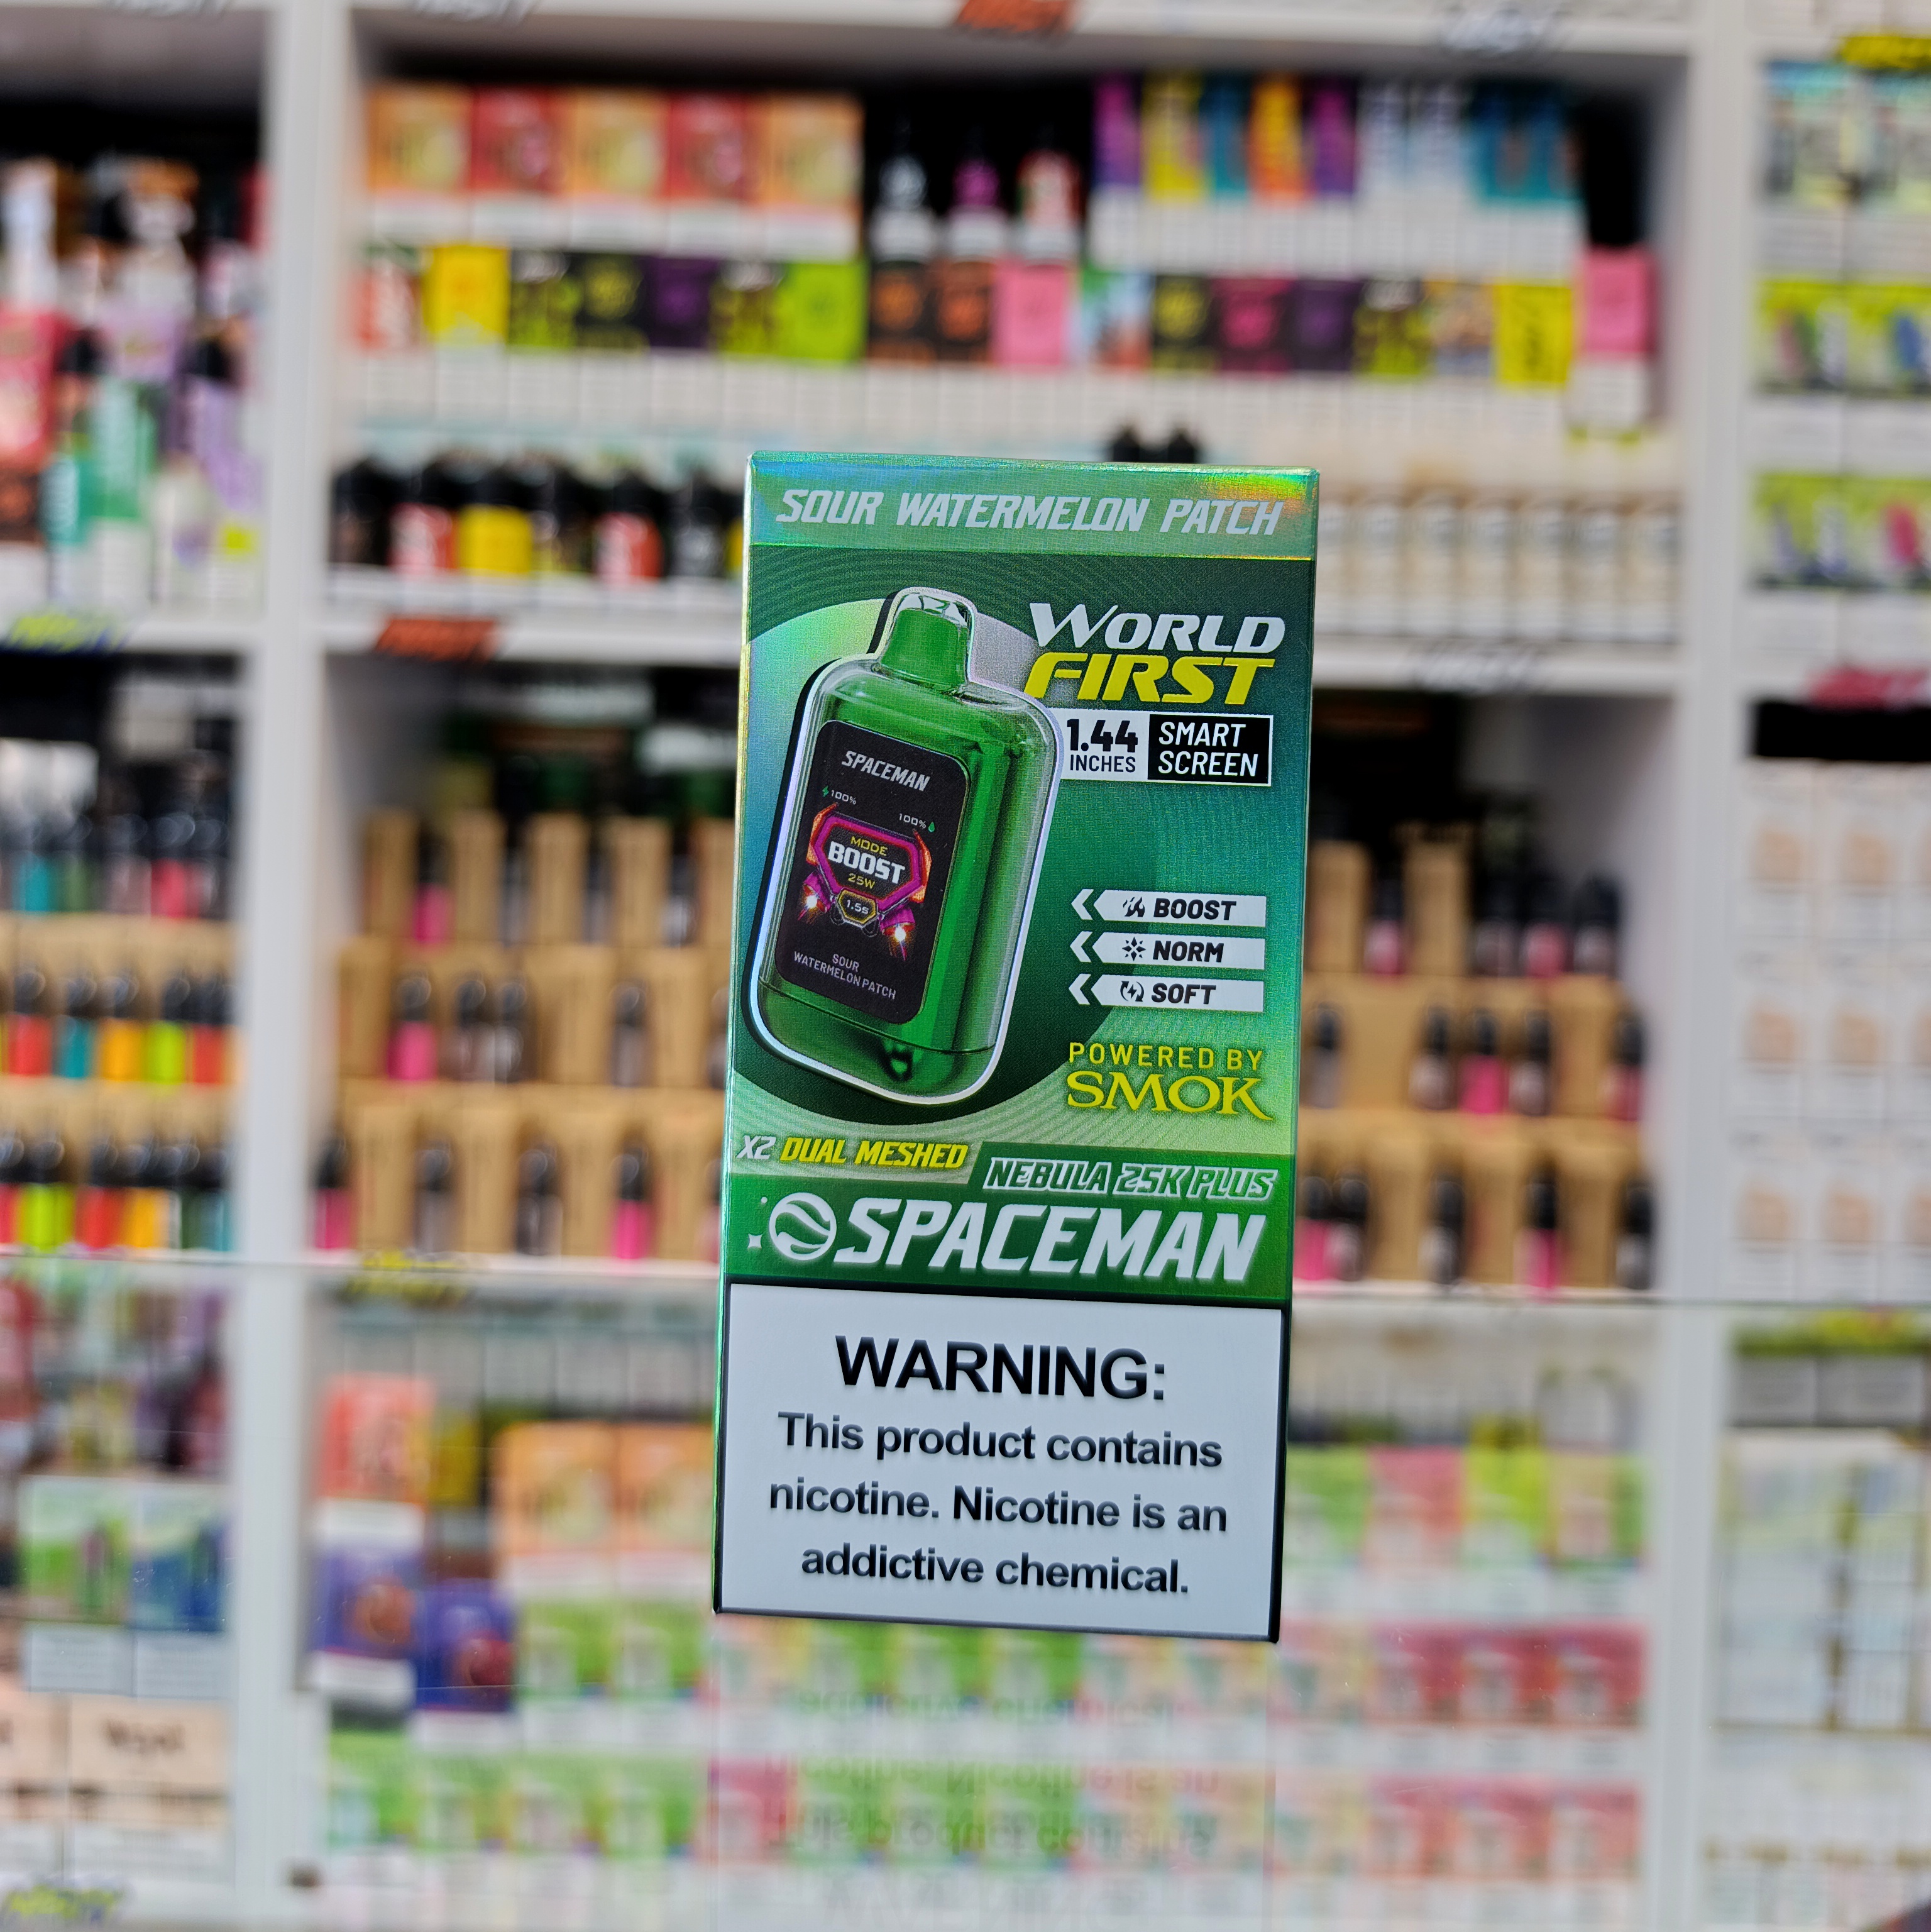 SOUR WATERMELON PATCH
WORLD
FIRST
1.44
INCHES
SMART
SCREEN
SPACEMAN
100%
100%
MODE
BOOST
25W
1.5s
SOUR
WATERMELON PATCH
BOOST
NORM
SOFT
POWERED BY
SMOK
X2 DUAL MESHED
NEBULA 25K PLUS
SPACEMAN
WARNING:
This product contains
nicotine. Nicotine is an
addictive chemical.